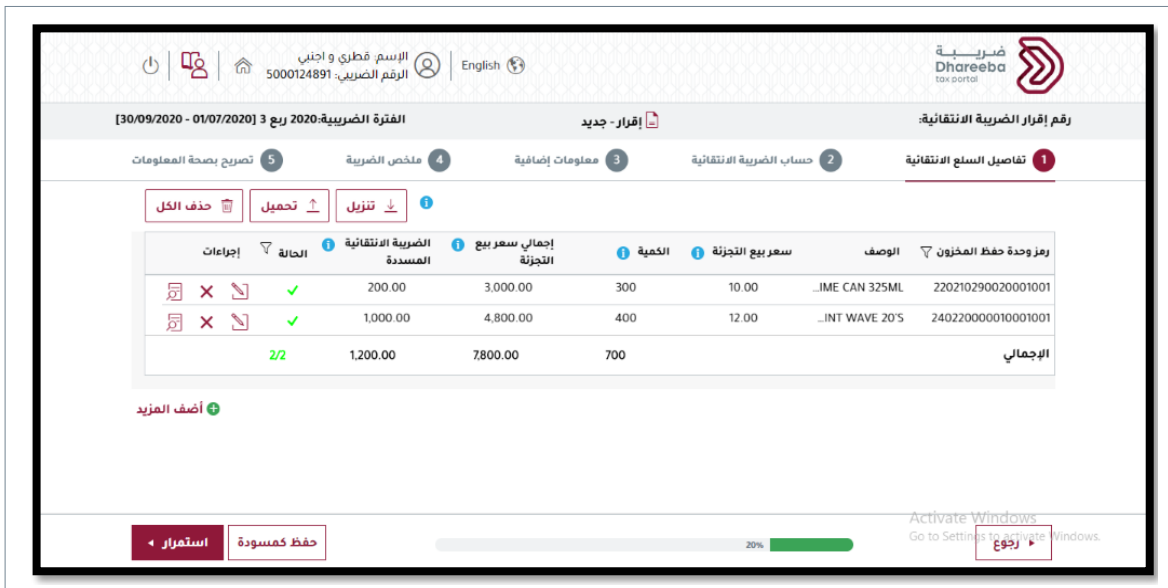 ضريبة
Dhareeba
tax portal
English
الإسم: قطري و اجنبي
الرقم الضريبي: 5000124891
رقم إقرار الضريبة الانتقائية:
إقرار - جديد
الفترة الضريبية:2020 ربع 3 [01/07/2020 - 30/09/2020]
1 تفاصيل السلع الانتقائية
2 حساب الضريبة الانتقائية
3 معلومات إضافية
4 ملخص الضريبة
5 تصريح بصحة المعلومات
تنزيل
تحميل
حذف الكل
رمز وحدة حفظ المخزون الوصف سعر بيع التجزئة الكمية إجمالي سعر بيع التجزئة الضريبة الانتقائية المسددة الحالة إجراءات
220210290020001001 ...IME CAN 325ML 10.00 300 3,000.00 200.00
240220000010001001 ...INT WAVE 20'S 12.00 400 4,800.00 1,000.00
الإجمالي 700 7,800.00 1,200.00 2/2
أضف المزيد
Activate Windows
Go to Settings to activate Windows.
رجوع
20%
حفظ كمسودة
استمرار